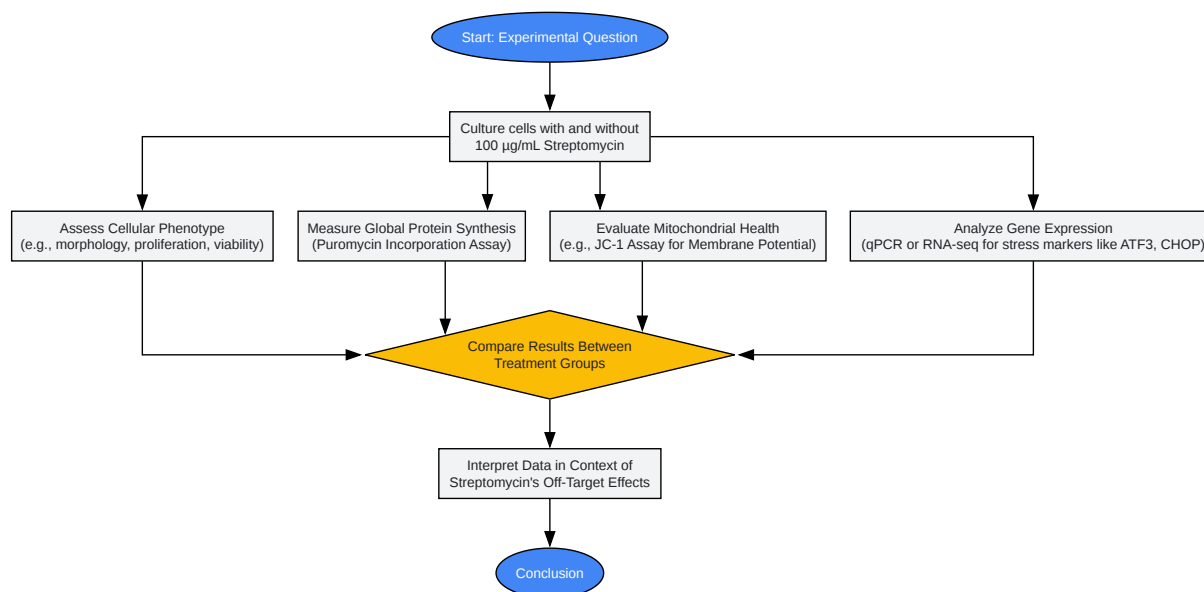 Start: Experimental Question
Culture cells with and without
100 µg/mL Streptomycin
Assess Cellular Phenotype
(e.g., morphology, proliferation, viability)
Measure Global Protein Synthesis
(Puromycin Incorporation Assay)
Evaluate Mitochondrial Health
(e.g., JC-1 Assay for Membrane Potential)
Analyze Gene Expression
(qPCR or RNA-seq for stress markers like ATF3, CHOP)
Compare Results Between
Treatment Groups
Interpret Data in Context of
Streptomycin's Off-Target Effects
Conclusion